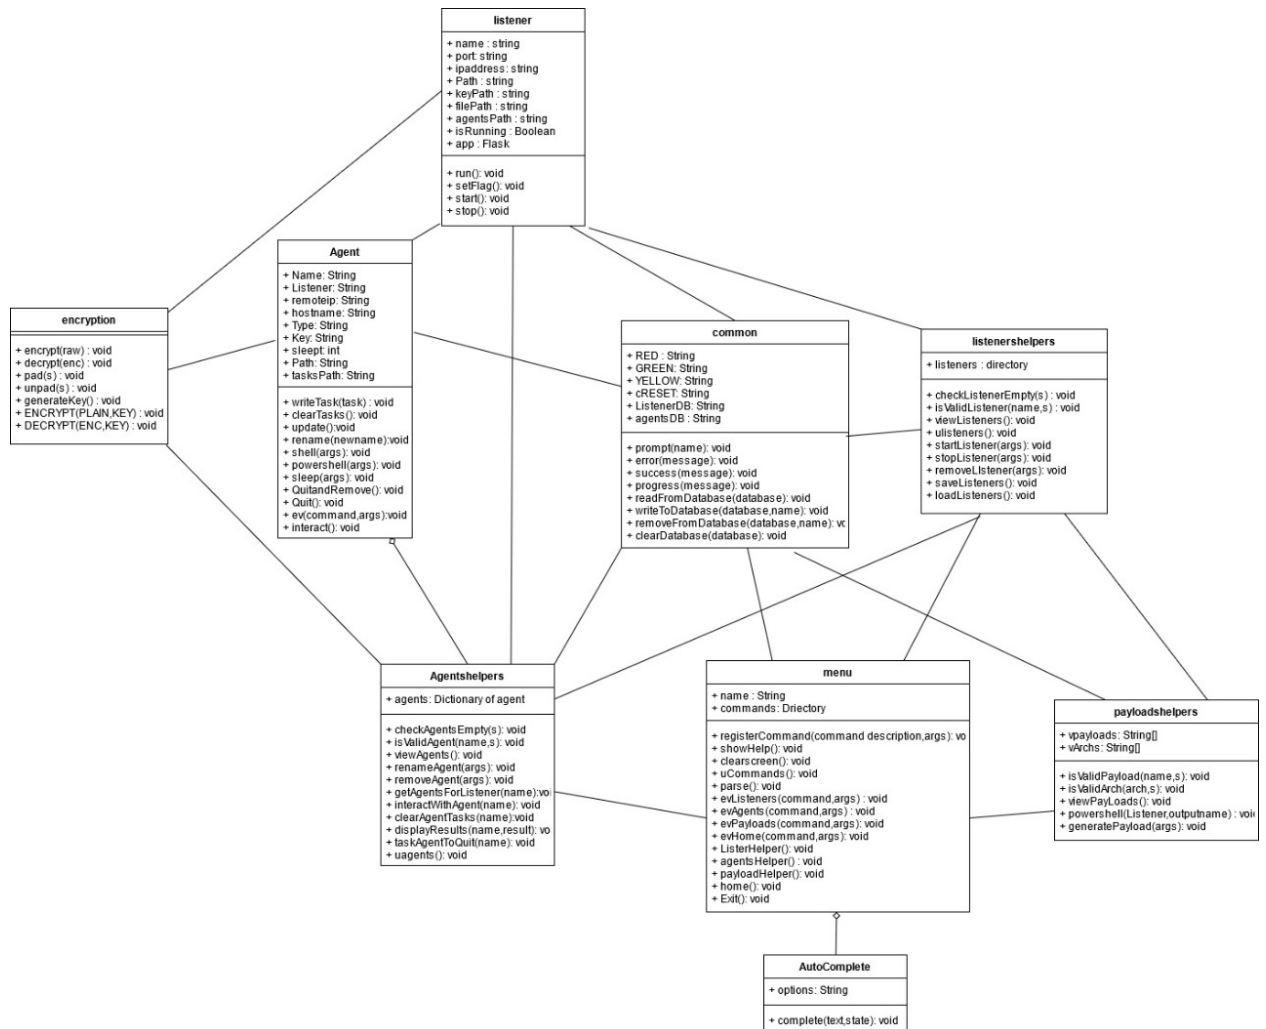 listener
+ name : string
+ port: string
+ ipaddress: string
+ Path : string
+ keyPath : string
+ filePath : string
+ agentsPath : string
+ isRunning : Boolean
+ app : Flask
+ run(): void
+ setFlag(): void
+ start(): void
+ stop(): void
Agent
+ Name: String
+ Listener: String
+ remoteip: String
+ hostname: String
+ Type: String
+ Key: String
+ sleept: int
+ Path: String
+ tasksPath: String
+ writeTask(task) : void
+ clearTasks(): void
+ update():void
+ rename(newname):void
+ shell(args): void
+ powershell(args): void
+ sleep(args): void
+ QuitandRemove(): void
+ Quit(): void
+ ev(command,args):void
+ interact(): void
encryption
+ encrypt(raw) : void
+ decrypt(enc) : void
+ pad(s) : void
+ unpad(s) : void
+ generateKey() : void
+ ENCRYPT(PLAIN,KEY) : void
+ DECRYPT(ENC,KEY) : void
common
+ RED : String
+ GREEN: String
+ YELLOW: String
+ cRESET: String
+ ListenerDB: String
+ agentsDB : String
+ prompt(name): void
+ error(message): void
+ success(message): void
+ progress(message): void
+ readFromDatabase(database): void
+ writeToDatabase(database,name): void
+ removeFromDatabase(database,name): vo
+ clearDatabase(database): void
listenershelpers
+ listeners : directory
+ checkListenerEmpty(s) : void
+ isValidListener(name,s) : void
+ viewListeners(): void
+ ulisteners(): void
+ startListener(args): void
+ stopListener(args): void
+ removeLIstener(args): void
+ saveListeners(): void
+ loadListeners(): void
Agentshelpers
+ agents: Dictionary of agent
+ checkAgentsEmpty(s): void
+ isValidAgent(name,s): void
+ viewAgents(): void
+ renameAgent(args): void
+ removeAgent(args): void
+ getAgentsForListener(name):voi
+ interactWithAgent(name): void
+ clearAgentTasks(name):void
+ displayResults(name,result): vo
+ taskAgentToQuit(name): void
+ uagents(): void
menu
+ name : String
+ commands: Driectory
+ registerCommand(command description,args): vo
+ showHelp(): void
+ clearscreen(): void
+ uCommands(): void
+ parse(): void
+ evListeners(command,args) : void
+ evAgents(command,args) : void
+ evPayloads(command,args): void
+ evHome(command,args): void
+ ListerHelper(): void
+ agentsHelper() : void
+ payloadHelper(): void
+ home(): void
+ Exit(): void
payloadshelpers
+ vpayloads: String[]
+ vArchs: String[]
+ isValidPayload(name,s): void
+ isValidArch(arch,s): void
+ viewPayLoads(): void
+ powershell(Listener,outputname) : voi
+ generatePayload(args): void
AutoComplete
+ options: String
+ complete(text,state): void